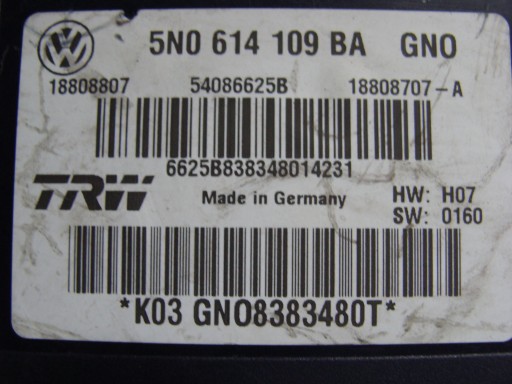 5N0 614 109 BA GNO
18808807 54086625B 18808707-A
6625B838348014231
TRW Made in Germany HW: H07
SW: 0160
*K03 GNO8383480T*